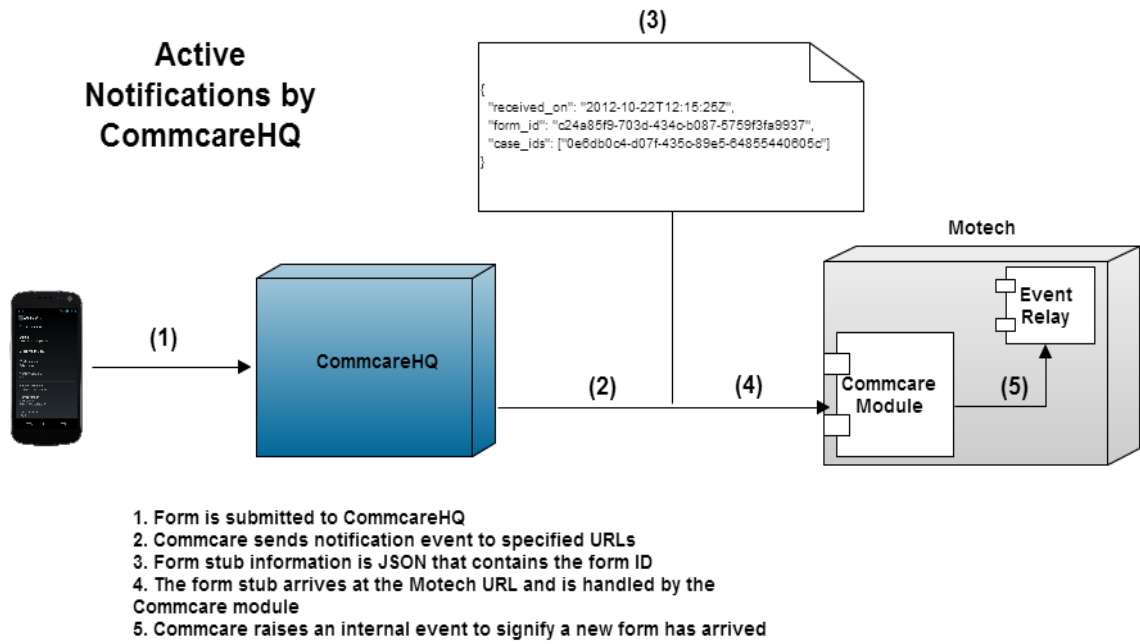 Active
Notifications by
CommcareHQ
(3)
{
"received_on": "2012-10-22T12:15:25Z",
"form_id": "c24a85f9-703d-434c-b087-5759f3fa9937",
"case_ids": ["0e6db0c4-d07f-435c-89e5-64855440605c"]
}
Motech
Event
Relay
(1)
CommcareHQ
(2)
(4)
Commcare
Module
(5)
1. Form is submitted to CommcareHQ
2. Commcare sends notification event to specified URLs
3. Form stub information is JSON that contains the form ID
4. The form stub arrives at the Motech URL and is handled by the
Commcare module
5. Commcare raises an internal event to signify a new form has arrived